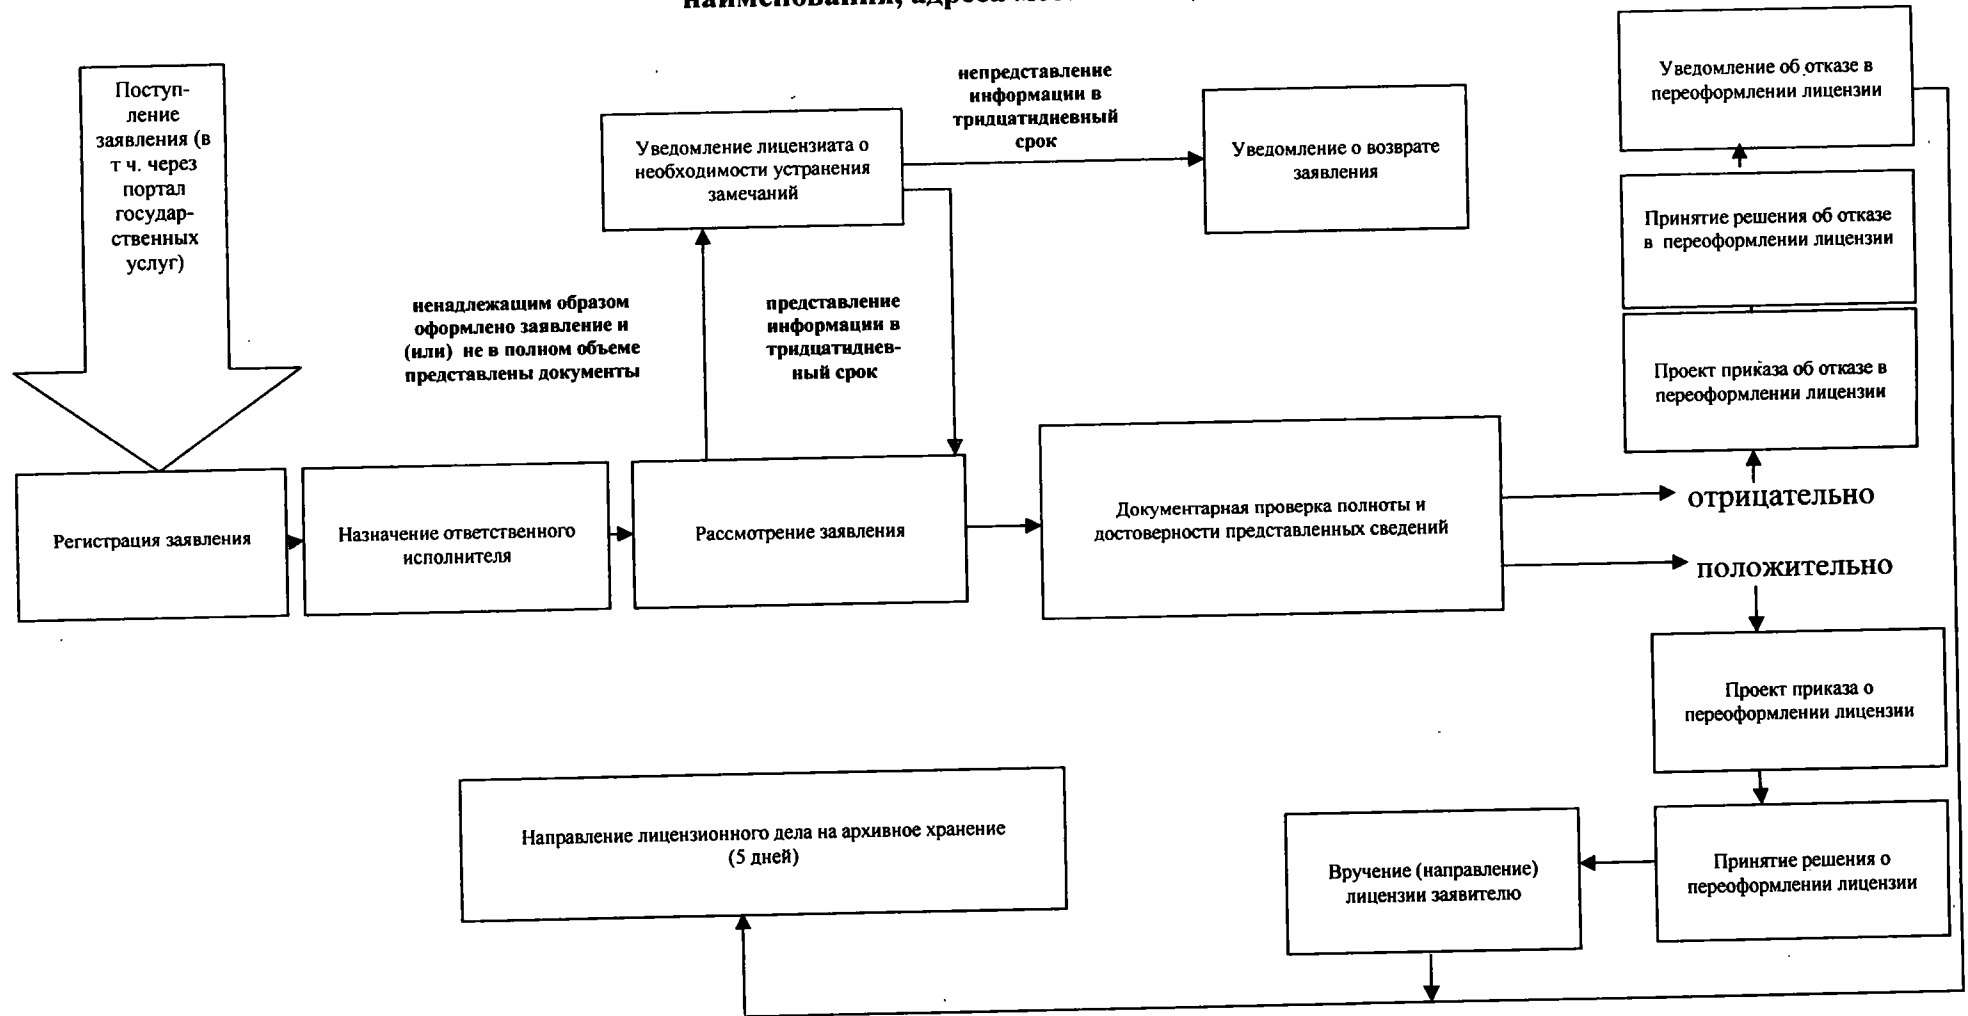 наименования, адреса
Поступ-
ление
заявления (в
т ч. через
портал
государ-
ственных
услуг)
непредставление
информации в
тридцатидневный
срок
Уведомление лицензиата о
необходимости устранения
замечаний
Уведомление о возврате
заявления
Уведомление об отказе в
переоформлении лицензии
Принятие решения об отказе
в переоформлении лицензии
Проект приказа об отказе в
переоформлении лицензии
ненадлежащим образом
оформлено заявление и
(или) не в полном объеме
представлены документы
представление
информации в
тридцатиднев-
ный срок
Регистрация заявления
Назначение ответственного
исполнителя
Рассмотрение заявления
Документарная проверка полноты и
достоверности представленных сведений
отрицательно
положительно
Проект приказа о
переоформлении лицензии
Принятие решения о
переоформлении лицензии
Вручение (направление)
лицензии заявителю
Направление лицензионного дела на архивное хранение
(5 дней)